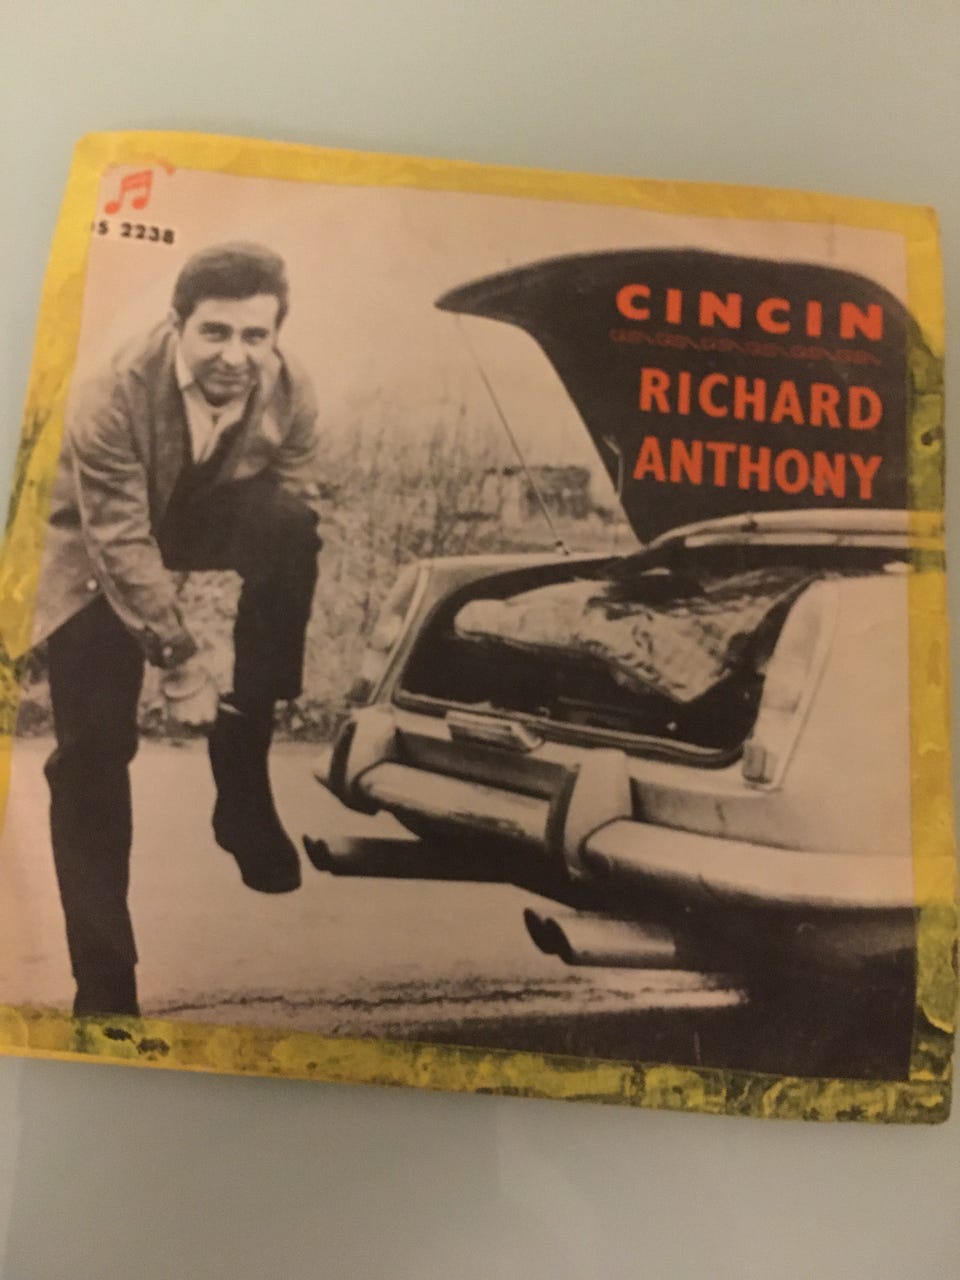 S 2238
CINCIN
RICHARD
ANTHONY